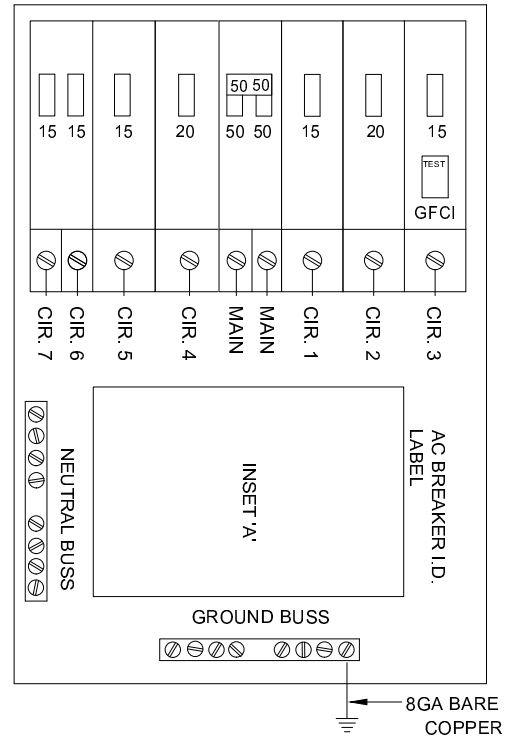 50 50
15 15 15 20 50 50 15 20 15
TEST
GFCI
CIR. 7
CIR. 6
CIR. 5
CIR. 4
MAIN
MAIN
CIR. 1
CIR. 2
CIR. 3
NEUTRAL BUSS
INSET 'A'
AC BREAKER I.D.
LABEL
GROUND BUSS
8GA BARE
COPPER